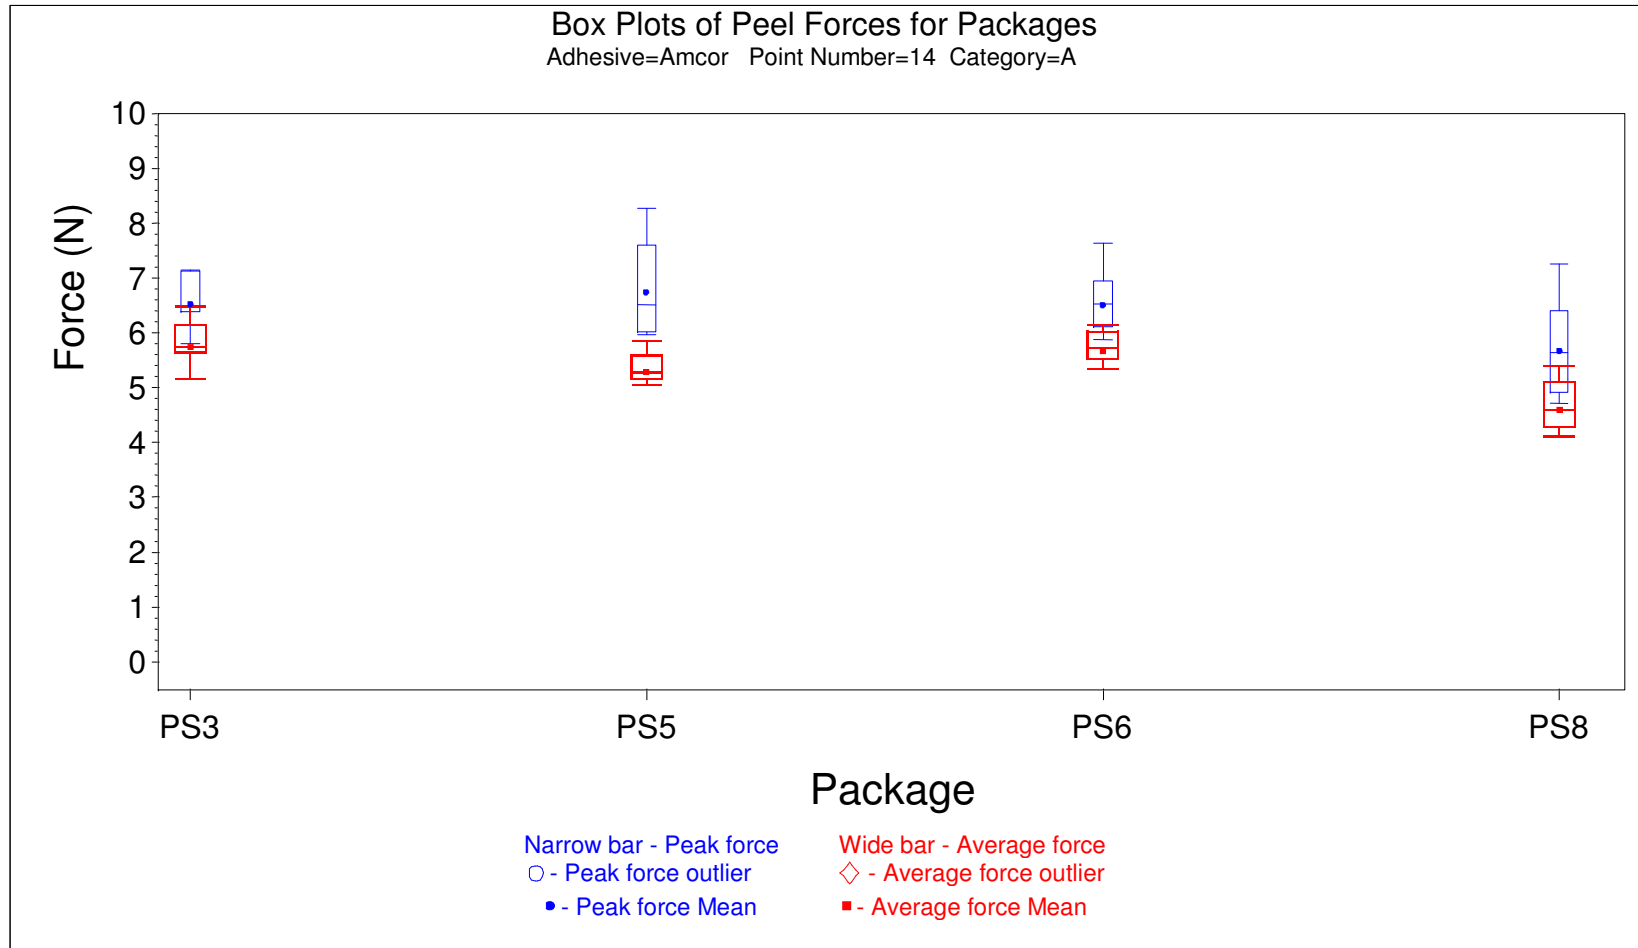 Box Plots of Peel Forces for Packages
Adhesive=Amcor Point Number=14 Category=A
10
9
8
7
6
5
4
3
2
1
0
Force (N)
PS3 PS5 PS6 PS8
Package
Narrow bar - Peak force Wide bar - Average force
- Peak force outlier - Average force outlier
- Peak force Mean - Average force Mean